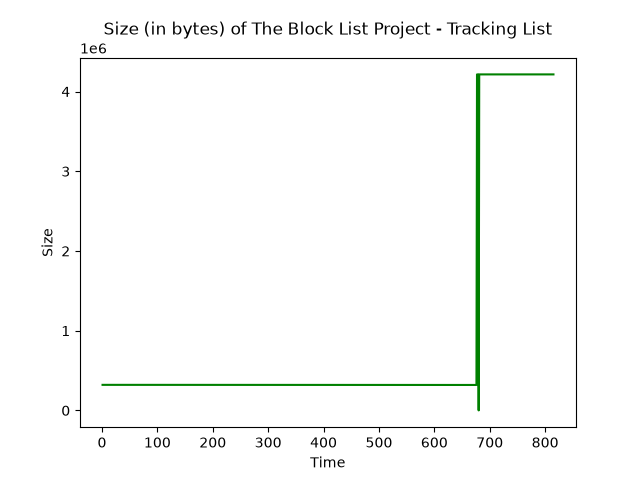 Size (in bytes) of The Block List Project - Tracking List
1e6
4
3
2
1
0
Size
0 100 200 300 400 500 600 700 800
Time